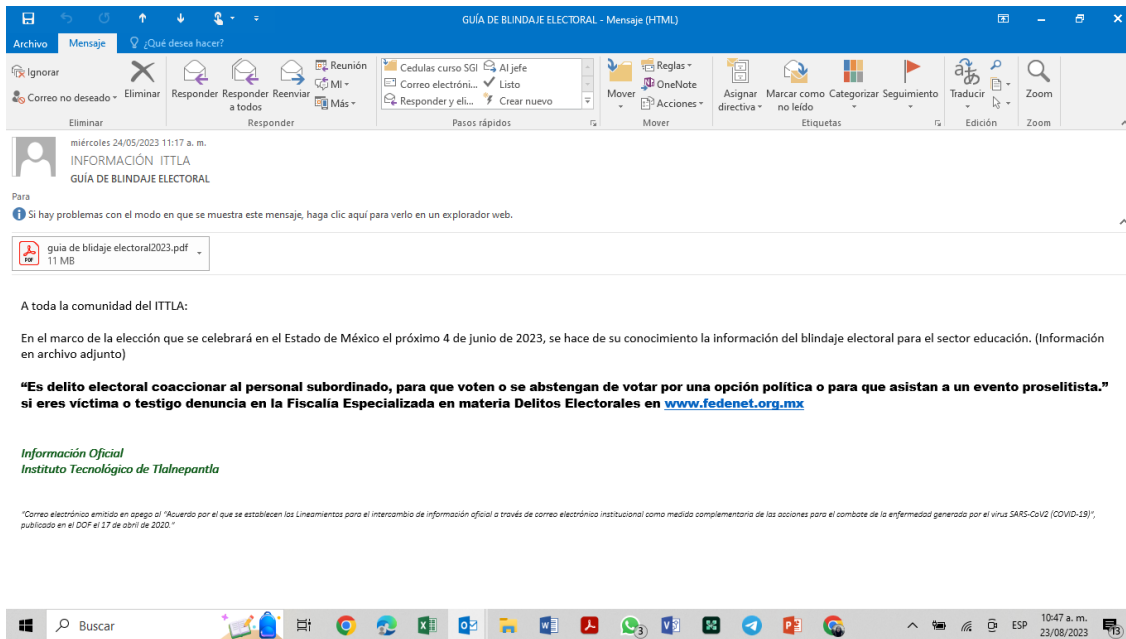 GUÍA DE BLINDAJE ELECTORAL - Mensaje (HTML)
Archivo Mensaje ¿Qué desea hacer?
Ignorar
Correo no deseado
Eliminar
Responder Responder a todos Reenviar
Reunión
MI
Más
Cedulas curso SGI Al jefe
Correo electróni... Listo
Responder y eli... Crear nuevo
Mover
Reglas
OneNote
Acciones
Asignar directiva Marcar como no leído Categorizar Seguimiento
Traducir
Zoom
Eliminar Responder Pasos rápidos Mover Etiquetas Edición Zoom
miércoles 24/05/2023 11:17 a. m.
INFORMACIÓN ITTLA
GUÍA DE BLINDAJE ELECTORAL
Para
Si hay problemas con el modo en que se muestra este mensaje, haga clic aquí para verlo en un explorador web.
guia de blidaje electoral2023.pdf
PDF
11 MB
A toda la comunidad del ITTLA:
En el marco de la elección que se celebrará en el Estado de México el próximo 4 de junio de 2023, se hace de su conocimiento la información del blindaje electoral para el sector educación. (Información
en archivo adjunto)
“Es delito electoral coaccionar al personal subordinado, para que voten o se abstengan de votar por una opción política o para que asistan a un evento proselitista.”
si eres víctima o testigo denuncia en la Fiscalía Especializada en materia Delitos Electorales en www.fedenet.org.mx
Información Oficial
Instituto Tecnológico de Tlalnepantla
"Correo electrónico emitido en apego al "Acuerdo por el que se establecen los Lineamientos para el intercambio de información oficial a través de correo electrónico institucional como medida complementaria de las acciones para el combate de la enfermedad generada por el virus SARS-CoV2 (COVID-19)",
publicado en el DOF el 17 de abril de 2020."
Buscar
3
ESP
10:47 a. m.
23/08/2023
13